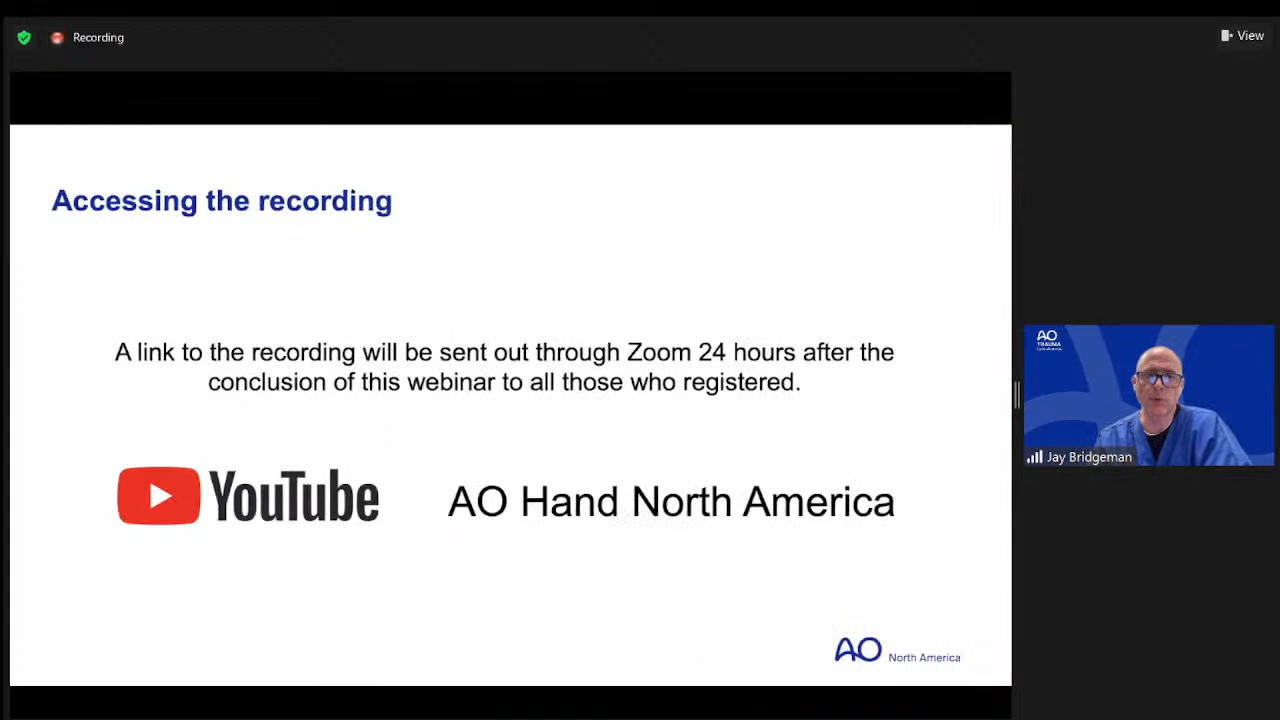 Recording
View
Accessing the recording
A link to the recording will be sent out through Zoom 24 hours after the
conclusion of this webinar to all those who registered.
YouTube
AO Hand North America
AO
TRAUMA
Jay Bridgeman
AO North America